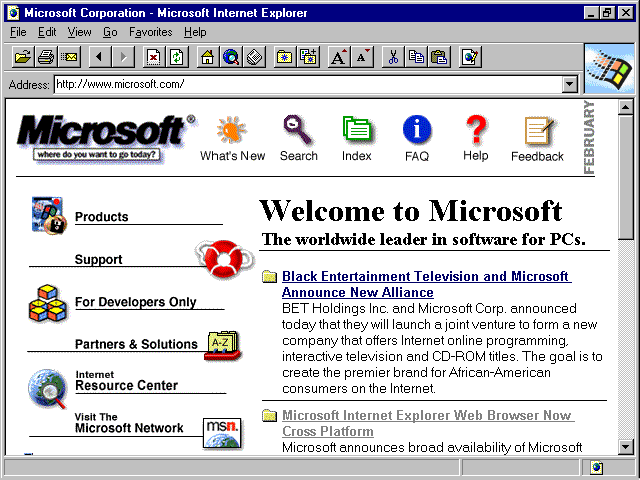 Microsoft Corporation - Microsoft Internet Explorer
File Edit View Go Favorites Help
A A
Address: http://www.microsoft.com/
Microsoft®
where do you want to go today?
What's New Search Index FAQ Help Feedback
FEBRUARY
Products
Support
For Developers Only
Partners & Solutions
A-Z
Internet
Resource Center
Visit The
Microsoft Network
msn.
Welcome to Microsoft
The worldwide leader in software for PCs.
Black Entertainment Television and Microsoft
Announce New Alliance
BET Holdings Inc. and Microsoft Corp. announced
today that they will launch a joint venture to form a new
company that offers Internet online programming,
interactive television and CD-ROM titles. The goal is to
create the premier brand for African-American
consumers on the Internet.
Microsoft Internet Explorer Web Browser Now
Cross Platform
Microsoft announces broad availability of Microsoft